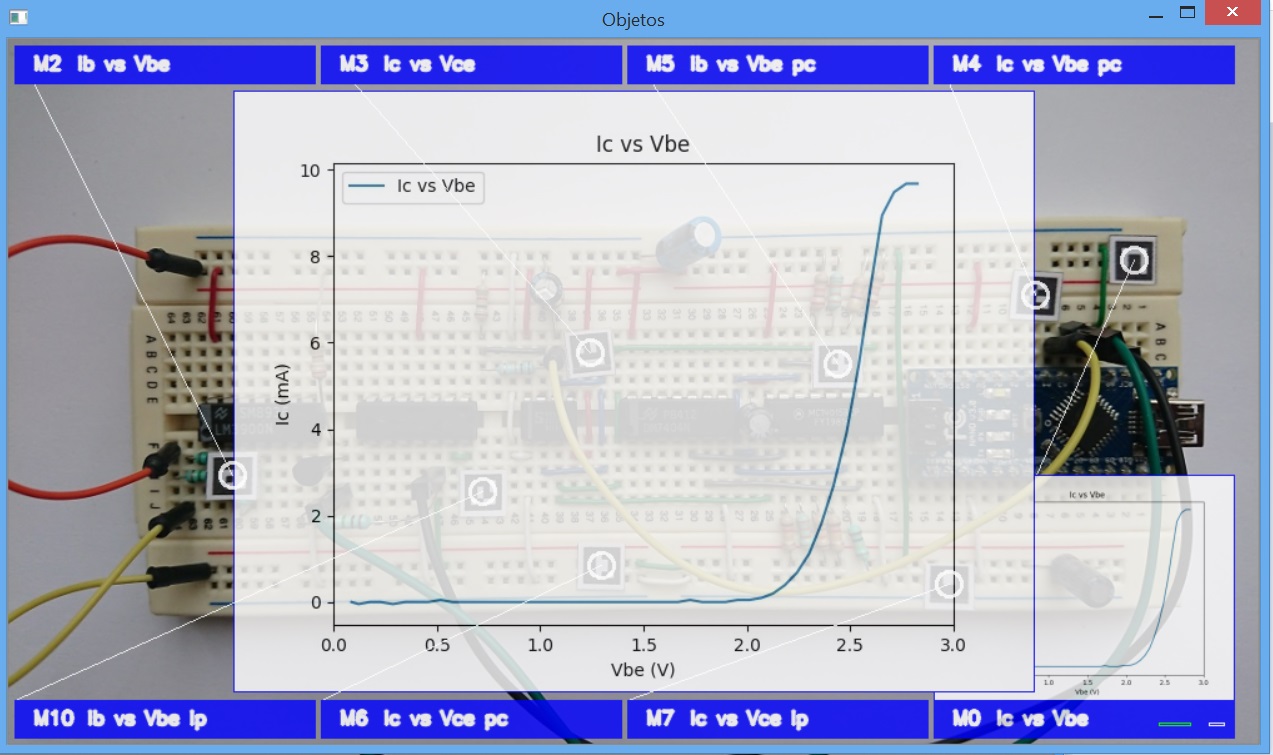 Objetos
M2 Ib vs Vbe
M3 Ic vs Vce
M5 Ib vs Vbe pc
M4 Ic vs Vbe pc
Ic vs Vbe
10
Ic vs Vbe
8
6
4
2
0
Ic (mA)
0.0 0.5 1.0 1.5 2.0 2.5 3.0
Vbe (V)
A B C D E
A B C
Ic vs Vbe
1.0 1.5 2.0 2.5 3.0
Vbe (V)
M10 Ib vs Vbe lp
M6 Ic vs Vce pc
M7 Ic vs Vce lp
M0 Ic vs Vbe